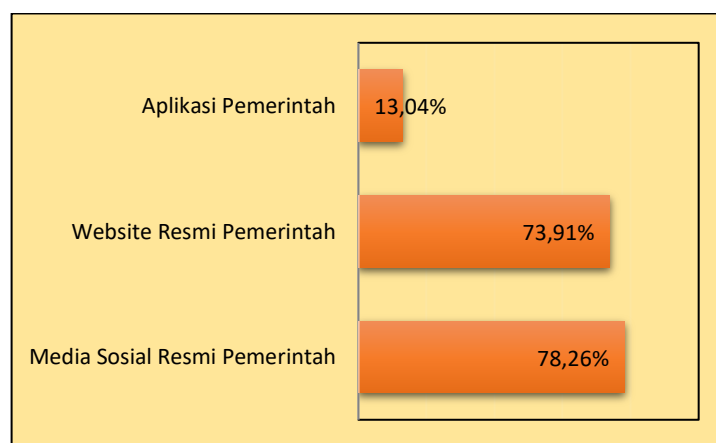 Aplikasi Pemerintah
13,04%
Website Resmi Pemerintah
73,91%
Media Sosial Resmi Pemerintah
78,26%